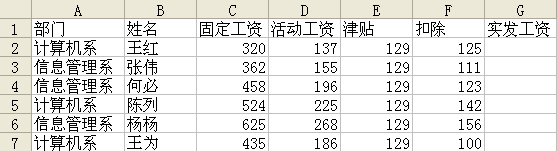 A B C D E F G
1 部门 姓名 固定工资 活动工资 津贴 扣除 实发工资
2 计算机系 王红 320 137 129 125
3 信息管理系 张伟 362 155 129 111
4 信息管理系 何必 458 196 129 123
5 计算机系 陈列 524 225 129 142
6 信息管理系 杨杨 625 268 129 156
7 计算机系 王为 435 186 129 100